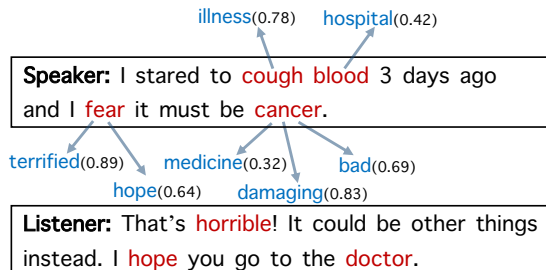 illness(0.78) hospital(0.42)
Speaker: I stared to cough blood 3 days ago
and I fear it must be cancer.
terrified(0.89) medicine(0.32) bad(0.69)
hope(0.64) damaging(0.83)
Listener: That's horrible! It could be other things
instead. I hope you go to the doctor.